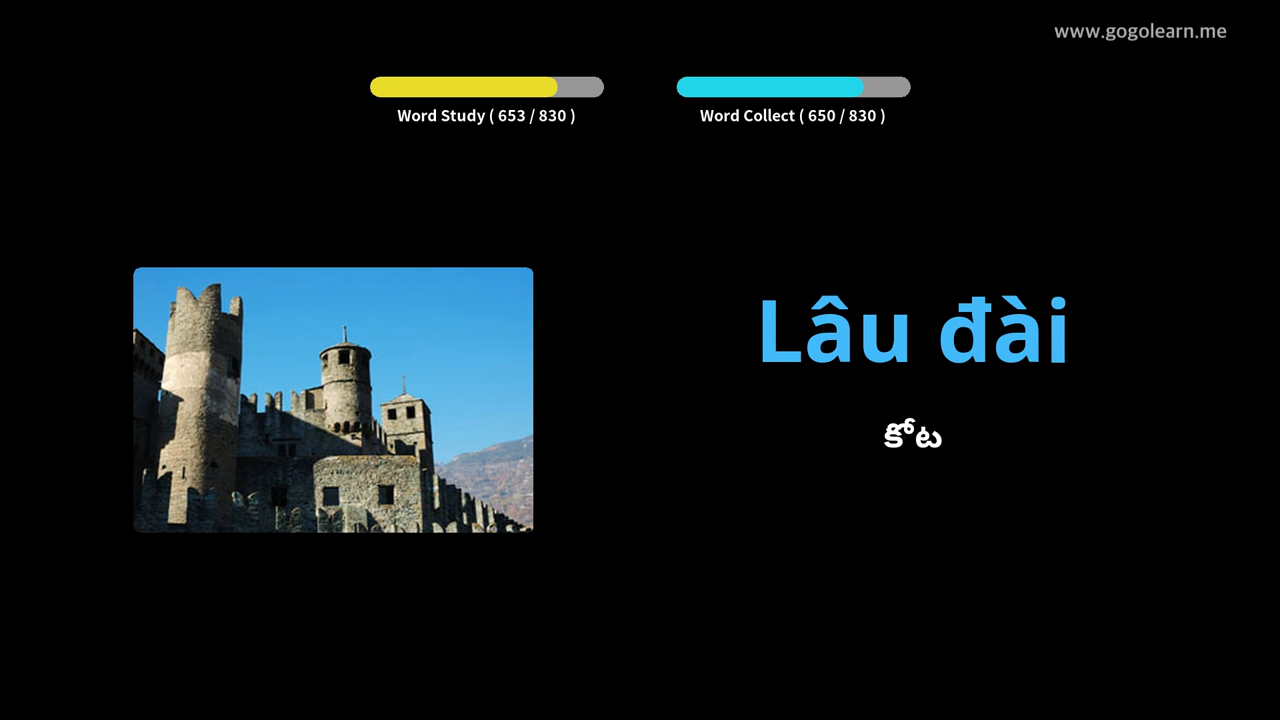 www.gogolearn.me
Word Study ( 653 / 830 )
Word Collect ( 650 / 830 )
Lâu đài
కోట